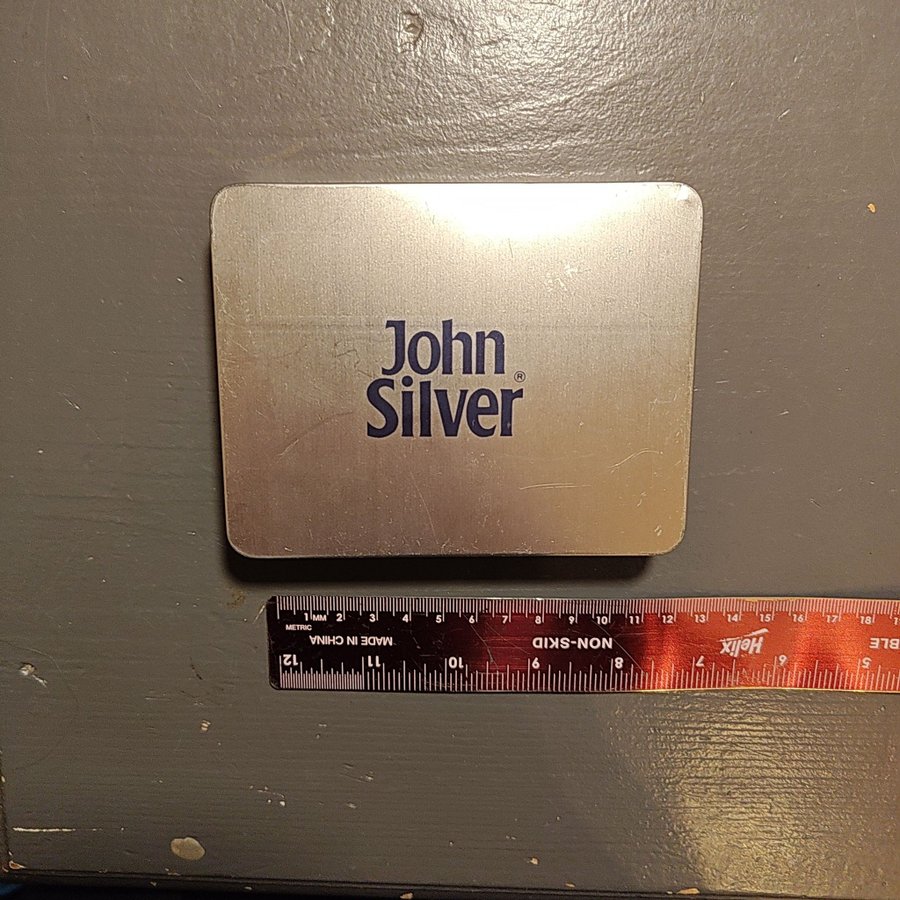 John
Silver®
1 MM 2 3 4 5 6 7 8 9 10 11 12 13 14 15 16 17 18
METRIC
MADE IN CHINA NON-SKID Helix
12 11 10 9 8 7 6 5